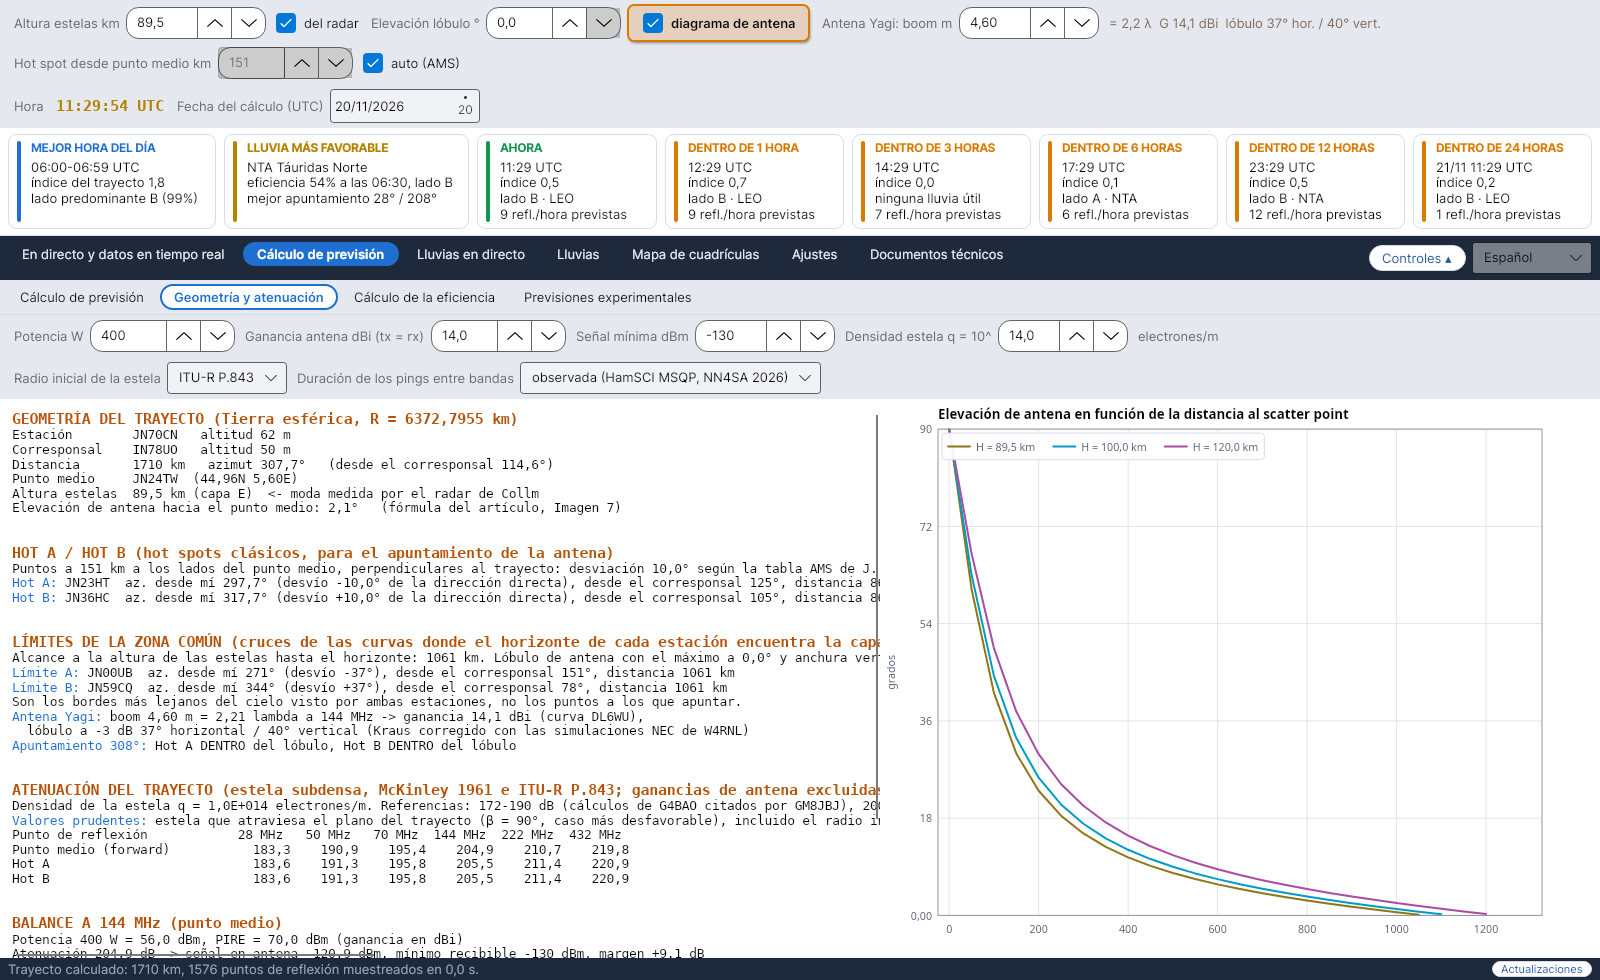 Altura estelas km 89,5 del radar Elevación lóbulo ° 0,0 diagrama de antena Antena Yagi: boom m 4,60 = 2,2 λ G 14,1 dBi lóbulo 37° hor. / 40° vert.
Hot spot desde punto medio km 151 auto (AMS)
Hora 11:29:54 UTC Fecha del cálculo (UTC) 20/11/2026 20
MEJOR HORA DEL DÍA
06:00-06:59 UTC
índice del trayecto 1,8
lado predominante B (99%)
LLUVIA MÁS FAVORABLE
NTA Táuridas Norte
eficiencia 54% a las 06:30, lado B
mejor apuntamiento 28° / 208°
AHORA
11:29 UTC
índice 0,5
lado B · LEO
9 refl./hora previstas
DENTRO DE 1 HORA
12:29 UTC
índice 0,7
lado B · LEO
9 refl./hora previstas
DENTRO DE 3 HORAS
14:29 UTC
índice 0,0
ninguna lluvia útil
7 refl./hora previstas
DENTRO DE 6 HORAS
17:29 UTC
índice 0,1
lado A · NTA
6 refl./hora previstas
DENTRO DE 12 HORAS
23:29 UTC
índice 0,5
lado B · NTA
12 refl./hora previstas
DENTRO DE 24 HORAS
21/11 11:29 UTC
índice 0,2
lado B · LEO
1 refl./hora previstas
En directo y datos en tiempo real Cálculo de previsión Lluvias en directo Lluvias Mapa de cuadrículas Ajustes Documentos técnicos Controles ▴ Español
Cálculo de previsión Geometría y atenuación Cálculo de la eficiencia Previsiones experimentales
Potencia W 400 Ganancia antena dBi (tx = rx) 14,0 Señal mínima dBm -130 Densidad estela q = 10^ 14,0 electrones/m
Radio inicial de la estela ITU-R P.843 Duración de los pings entre bandas observada (HamSCI MSQP, NN4SA 2026)
GEOMETRÍA DEL TRAYECTO (Tierra esférica, R = 6372,7955 km)
Estación JN70CN altitud 62 m
Corresponsal IN78UO altitud 50 m
Distancia 1710 km azimut 307,7° (desde el corresponsal 114,6°)
Punto medio JN24TW (44,96N 5,60E)
Altura estelas 89,5 km (capa E) <- moda medida por el radar de Collm
Elevación de antena hacia el punto medio: 2,1° (fórmula del artículo, Imagen 7)
HOT A / HOT B (hot spots clásicos, para el apuntamiento de la antena)
Puntos a 151 km a los lados del punto medio, perpendiculares al trayecto: desviación 10,0° según la tabla AMS de J.
Hot A: JN23HT az. desde mí 297,7° (desvío -10,0° de la dirección directa), desde el corresponsal 125°, distancia 8
Hot B: JN36HC az. desde mí 317,7° (desvío +10,0° de la dirección directa), desde el corresponsal 105°, distancia 8
LÍMITES DE LA ZONA COMÚN (cruces de las curvas donde el horizonte de cada estación encuentra la cap
Alcance a la altura de las estelas hasta el horizonte: 1061 km. Lóbulo de antena con el máximo a 0,0° y anchura ver
Límite A: JN00UB az. desde mí 271° (desvío -37°), desde el corresponsal 151°, distancia 1061 km
Límite B: JN59CQ az. desde mí 344° (desvío +37°), desde el corresponsal 78°, distancia 1061 km
Son los bordes más lejanos del cielo visto por ambas estaciones, no los puntos a los que apuntar.
Antena Yagi: boom 4,60 m = 2,21 lambda a 144 MHz -> ganancia 14,1 dBi (curva DL6WU),
lóbulo a -3 dB 37° horizontal / 40° vertical (Kraus corregido con las simulaciones NEC de W4RNL)
Apuntamiento 308°: Hot A DENTRO del lóbulo, Hot B DENTRO del lóbulo
ATENUACIÓN DEL TRAYECTO (estela subdensa, McKinley 1961 e ITU-R P.843; ganancias de antena excluidas
Densidad de la estela q = 1,0E+014 electrones/m. Referencias: 172-190 dB (cálculos de G4BAO citados por GM8JBJ), 20
Valores prudentes: estela que atraviesa el plano del trayecto (β = 90°, caso más desfavorable), incluido el radio i
Punto de reflexión 28 MHz 50 MHz 70 MHz 144 MHz 222 MHz 432 MHz
Punto medio (forward) 183,3 190,9 195,4 204,9 210,7 219,8
Hot A 183,6 191,3 195,8 205,5 211,4 220,9
Hot B 183,6 191,3 195,8 205,5 211,4 220,9
BALANCE A 144 MHz (punto medio)
Potencia 400 W = 56,0 dBm, PIRE = 70,0 dBm (ganancia en dBi)
Atenuación 204,9 dB -> señal en antena -120,9 dBm, mínimo recibible -130 dBm, margen +9,1 dB
Elevación de antena en función de la distancia al scatter point
H = 89,5 km H = 100,0 km H = 120,0 km
grados
90
72
54
36
18
0,00
0 200 400 600 800 1000 1200
Trayecto calculado: 1710 km, 1576 puntos de reflexión muestreados en 0,0 s. Actualizaciones